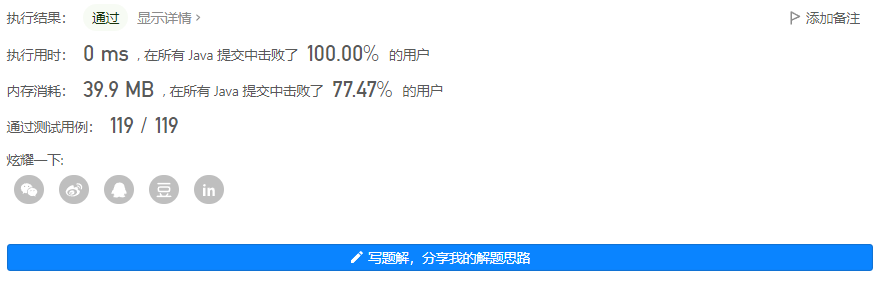 执行结果： 通过 显示详情 › 添加备注
执行用时： 0 ms , 在所有 Java 提交中击败了 100.00% 的用户
内存消耗： 39.9 MB , 在所有 Java 提交中击败了 77.47% 的用户
通过测试用例： 119 / 119
炫耀一下:
豆 in
写题解，分享我的解题思路